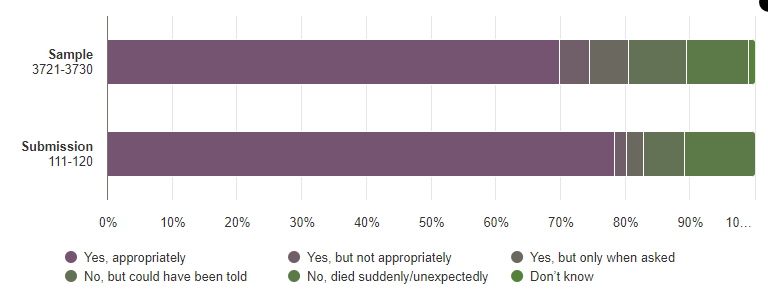 Sample
3721-3730
Submission
111-120
0% 10% 20% 30% 40% 50% 60% 70% 80% 90% 10...
Yes, appropriately Yes, but not appropriately Yes, but only when asked
No, but could have been told No, died suddenly/unexpectedly Don't know